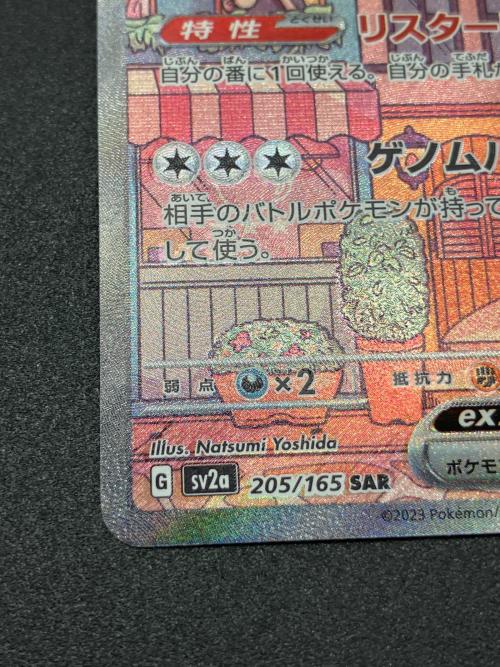 特性 リスター
自分の番に1回使える。自分の手札
ゲノムハ
相手のバトルポケモンが持って
して使う。
弱点 ×2 抵抗力
ex
Illus. Natsumi Yoshida
ポケモ
G sv2a 205/165 SAR
©2023 Pokémon/